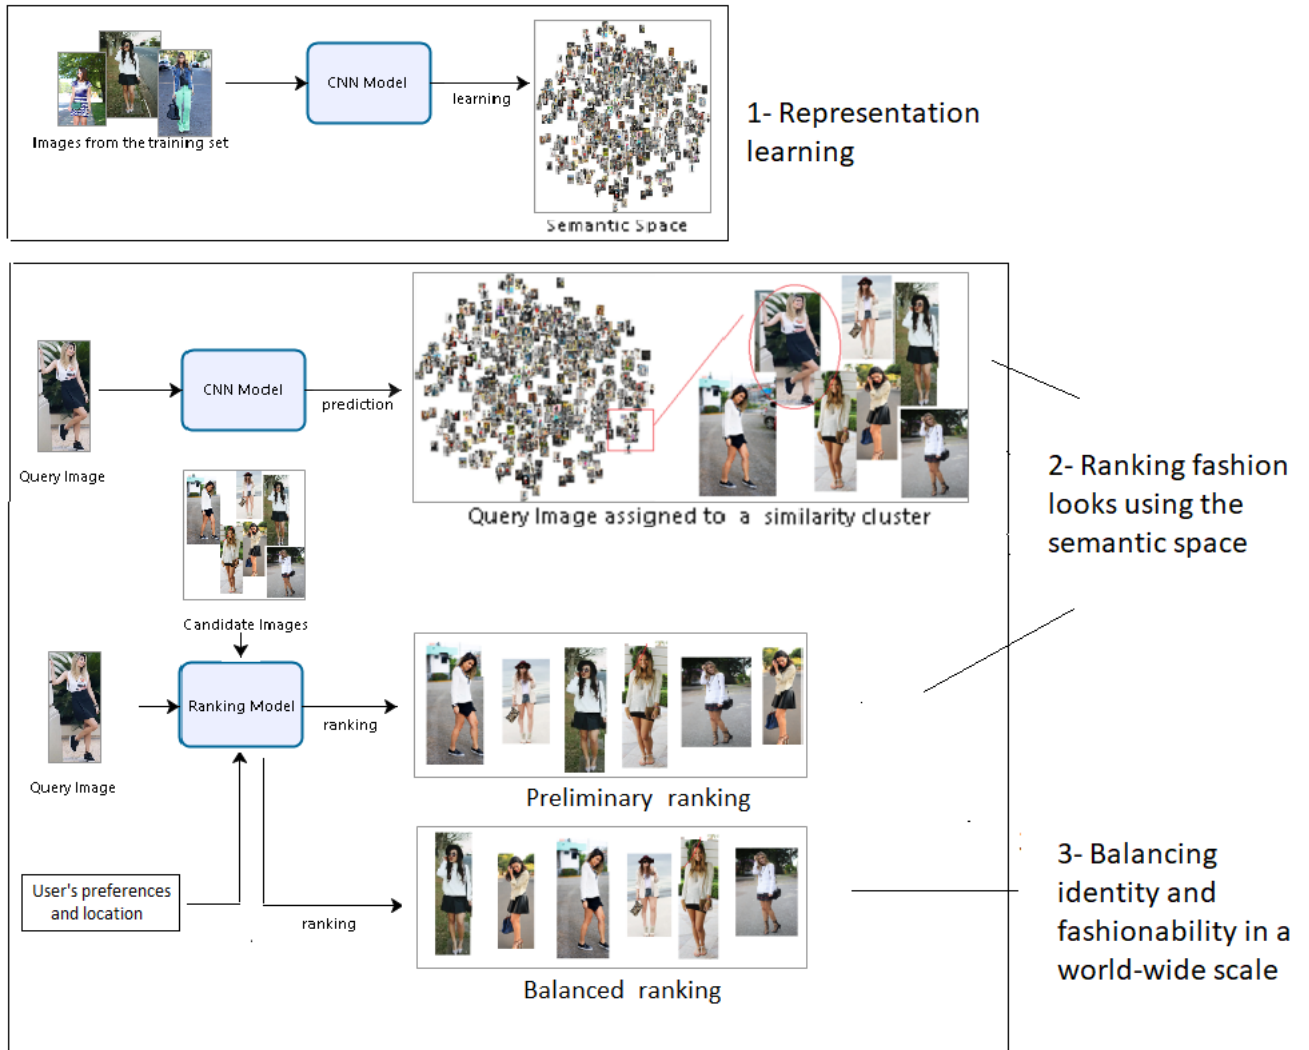 CNN Model
learning
Images from the training set
Semantic Space
1- Representation
learning
CNN Model
prediction
Query Image
Query Image assigned to a similarity cluster
2- Ranking fashion
looks using the
semantic space
Candidate Images
Ranking Model
ranking
Query Image
Preliminary ranking
User's preferences
and location
ranking
Balanced ranking
3- Balancing
identity and
fashionability in a
world-wide scale